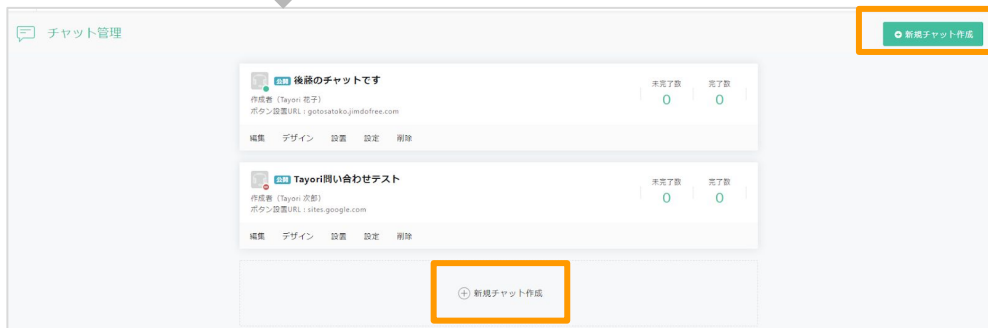 チャット管理
新規チャット作成
公開 後藤のチャットです
作成者（Tayori 花子）
ボタン設置URL : gotosatoko.jimdofree.com
未完了数 完了数
0 0
編集 デザイン 設置 設定 削除
公開 Tayori問い合わせテスト
作成者（Tayori 次郎）
ボタン設置URL : sites.google.com
未完了数 完了数
0 0
編集 デザイン 設置 設定 削除
新規チャット作成